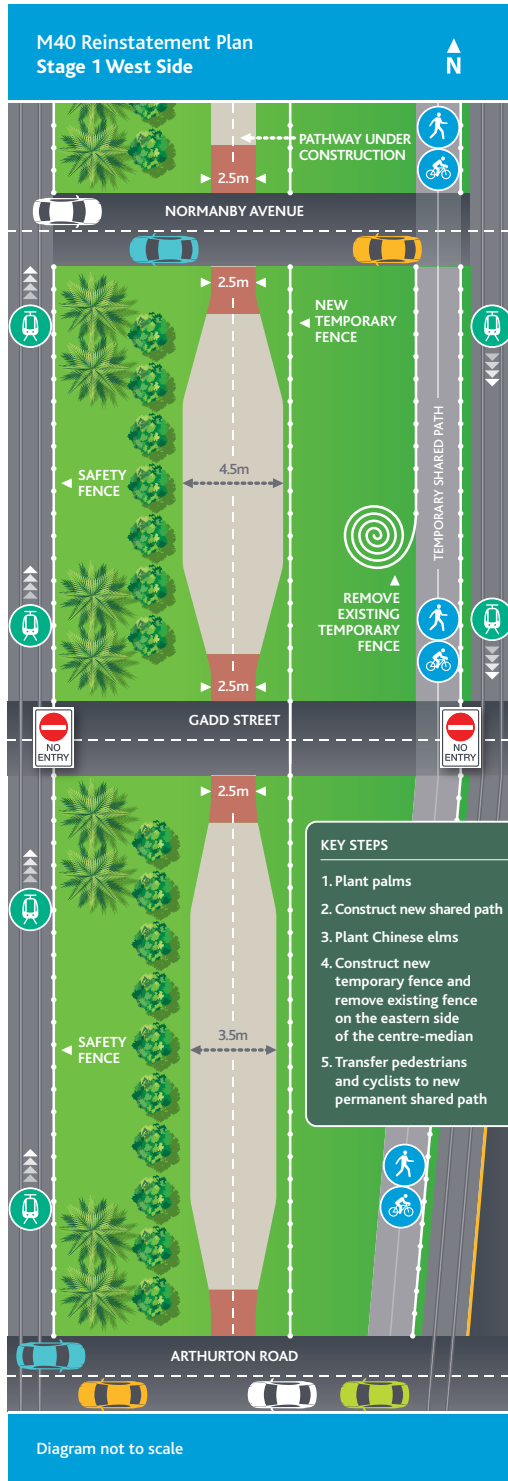 M40 Reinstatement Plan
Stage 1 West Side
N
PATHWAY UNDER
CONSTRUCTION
2.5m
NORMANBY AVENUE
2.5m
NEW
TEMPORARY
FENCE
TEMPORARY SHARED PATH
4.5m
SAFETY
FENCE
REMOVE
EXISTING
TEMPORARY
FENCE
2.5m
GADD STREET
NO
ENTRY
NO
ENTRY
2.5m
KEY STEPS
1. Plant palms
2. Construct new shared path
3. Plant Chinese elms
4. Construct new
temporary fence and
remove existing fence
on the eastern side
of the centre-median
5. Transfer pedestrians
and cyclists to new
permanent shared path
SAFETY
FENCE
3.5m
ARTHURTON ROAD
Diagram not to scale